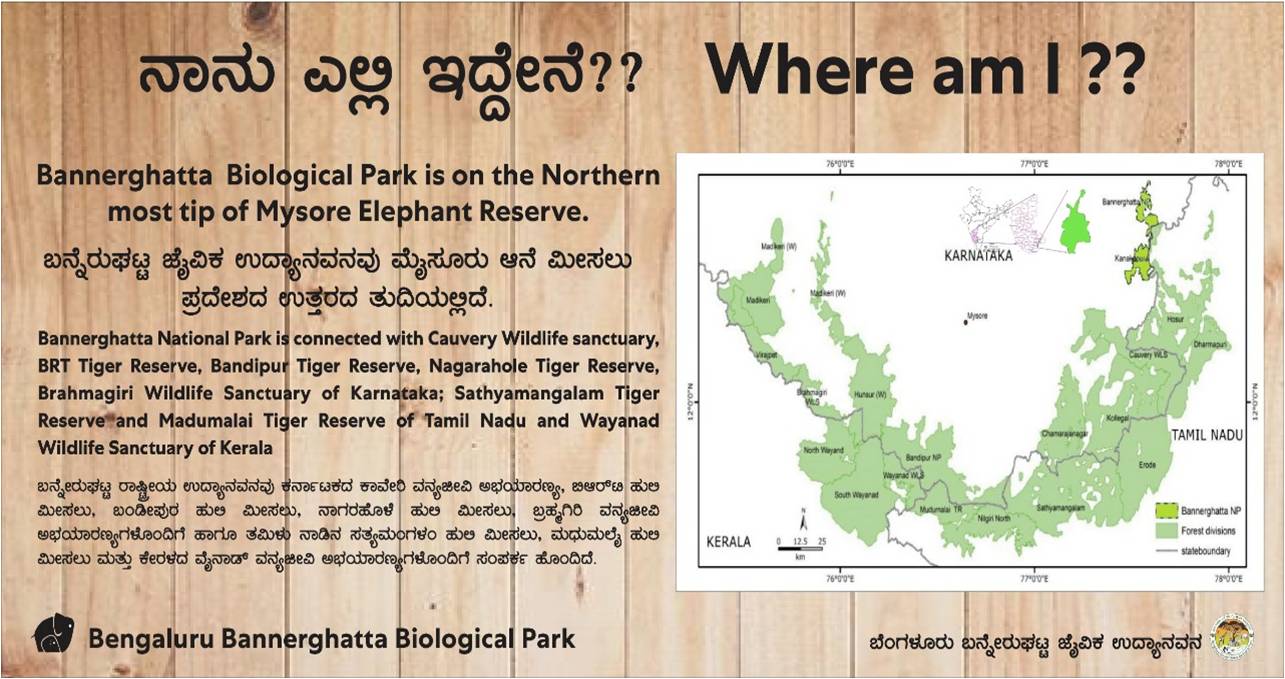 ನಾನು ಎಲ್ಲಿ ಇದ್ದೇನೆ??
Where am I ??
Bannerghatta Biological Park is on the Northern
most tip of Mysore Elephant Reserve.
ಬನ್ನೆರುಘಟ್ಟ ಜೈವಿಕ ಉದ್ಯಾನವನವು ಮೈಸೂರು ಆನೆ ಮೀಸಲು
ಪ್ರದೇಶದ ಉತ್ತರದ ತುದಿಯಲ್ಲಿದೆ.
Bannerghatta National Park is connected with Cauvery Wildlife sanctuary,
BRT Tiger Reserve, Bandipur Tiger Reserve, Nagarahole Tiger Reserve,
Brahmagiri Wildlife Sanctuary of Karnataka; Sathyamangalam Tiger
Reserve and Madumalai Tiger Reserve of Tamil Nadu and Wayanad
Wildlife Sanctuary of Kerala
ಬನ್ನೇರುಘಟ್ಟ ರಾಷ್ಟ್ರೀಯ ಉದ್ಯಾನವನವು ಕರ್ನಾಟಕದ ಕಾವೇರಿ ವನ್ಯಜೀವಿ ಅಭಯಾರಣ್ಯ, ಬಿಆರ್‌ಟಿ ಹುಲಿ
ಮೀಸಲು, ಬಂಡೀಪುರ ಹುಲಿ ಮೀಸಲು, ನಾಗರಹೊಳೆ ಹುಲಿ ಮೀಸಲು, ಬ್ರಹ್ಮಗಿರಿ ವನ್ಯಜೀವಿ
ಅಭಯಾರಣ್ಯಗಳೊಂದಿಗೆ ಹಾಗೂ ತಮಿಳು ನಾಡಿನ ಸತ್ಯಮಂಗಳಂ ಹುಲಿ ಮೀಸಲು, ಮಧುಮಲೈ ಹುಲಿ
ಮೀಸಲು ಮತ್ತು ಕೇರಳದ ವೈನಾಡ್ ವನ್ಯಜೀವಿ ಅಭಯಾರಣ್ಯಗಳೊಂದಿಗೆ ಸಂಪರ್ಕ ಹೊಂದಿದೆ.
76°0'0"E
77°0'0"E
78°0'0"E
Bannerghatta NP
KARNATAKA
Kanakapura
Madikeri (W)
Madikeri
Madikeri (W)
Mysore
Hosur
Virajpet
Cauvery WLS
Dharmapuri
12°0'0"N
Brahmagiri
WLS
Hunsur (W)
12°0'0"N
Kollegal
Chamarajanagar
TAMIL NADU
North Wayand
Bandipur NP
Erode
Wayanad WLS
South Wayanad
Mudumalai TR
Nilgiri North
Sathyamangalam
KERALA
N
0 12.5 25
km
Bannerghatta NP
Forest divisions
stateboundary
76°0'0"E
77°0'0"E
78°0'0"E
Bengaluru Bannerghatta Biological Park
ಬೆಂಗಳೂರು ಬನ್ನೇರುಘಟ್ಟ ಜೈವಿಕ ಉದ್ಯಾನವನ